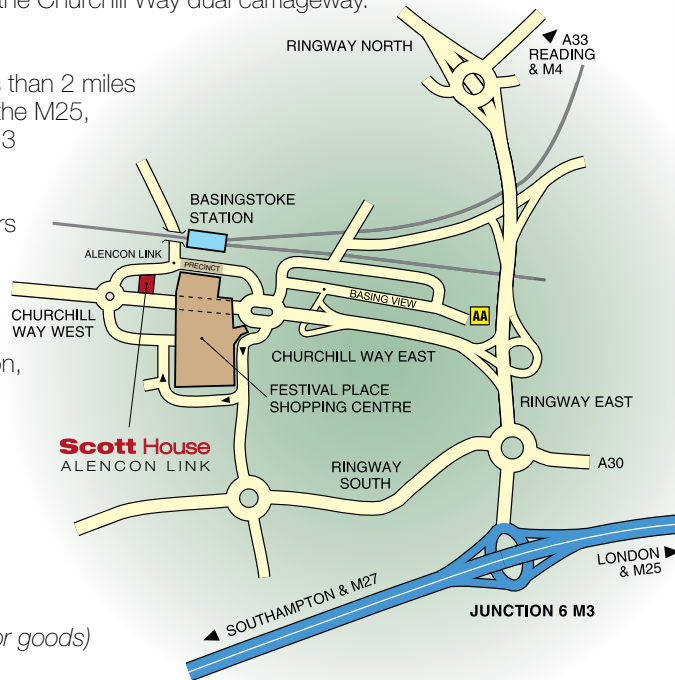 the Churchill Way dual carriageway.
than 2 miles
the M25,
3
RINGWAY NORTH
A33
READING
& M4
BASINGSTOKE
STATION
ALENCON LINK
PRECINCT
BASING VIEW
AA
CHURCHILL
WAY WEST
CHURCHILL WAY EAST
FESTIVAL PLACE
SHOPPING CENTRE
RINGWAY EAST
Scott House
ALENCON LINK
RINGWAY
SOUTH
A30
LONDON
& M25
SOUTHAMPTON & M27
JUNCTION 6 M3
or goods)